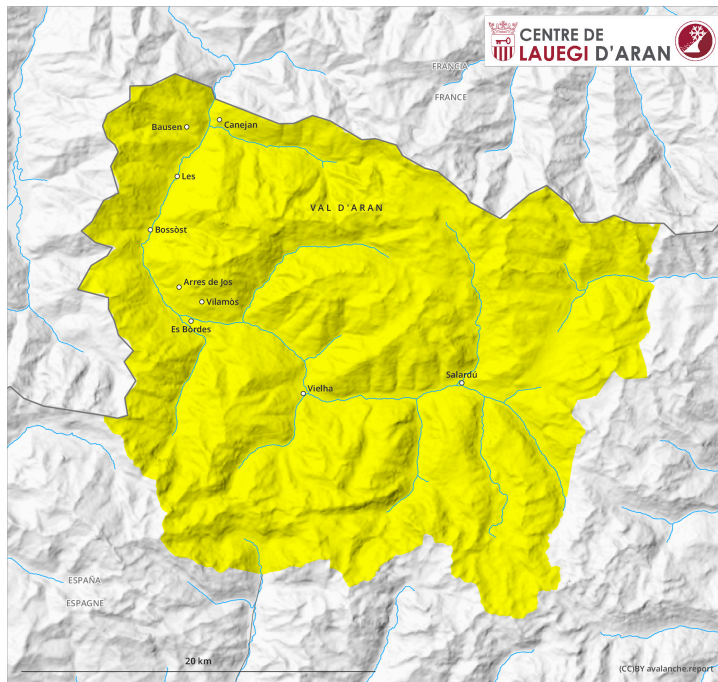 CENTRE DE
LAUEGI D'ARAN
FRANCIA
FRANCE
Bausen
Canejan
Les
VAL D'ARAN
Bossòst
Arres de Jos
Vilamòs
Es Bòrdes
Salardú
Vielha
ESPAÑA
ESPAGNE
20 km
(CC)BY avalanche.report